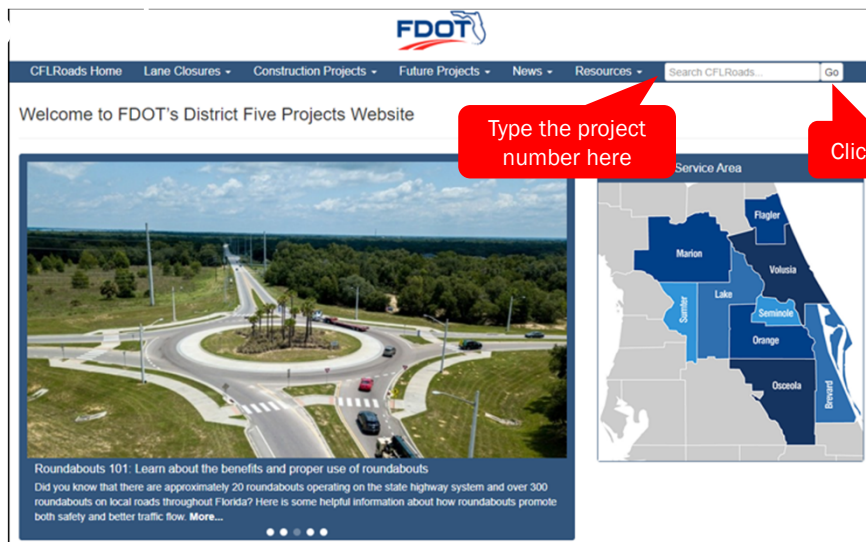 FDOT
CFLRoads Home Lane Closures Construction Projects Future Projects News Resources Search CFLRoads... Go
Welcome to FDOT's District Five Projects Website
Type the project
number here
Service Area
Flagler
Marion
Volusia
Lake
Sumter
Seminole
Orange
Osceola
Brevard
Roundabouts 101: Learn about the benefits and proper use of roundabouts
Did you know that there are approximately 20 roundabouts operating on the state highway system and over 300
roundabouts on local roads throughout Florida? Here is some helpful information about how roundabouts promote
both safety and better traffic flow. More...